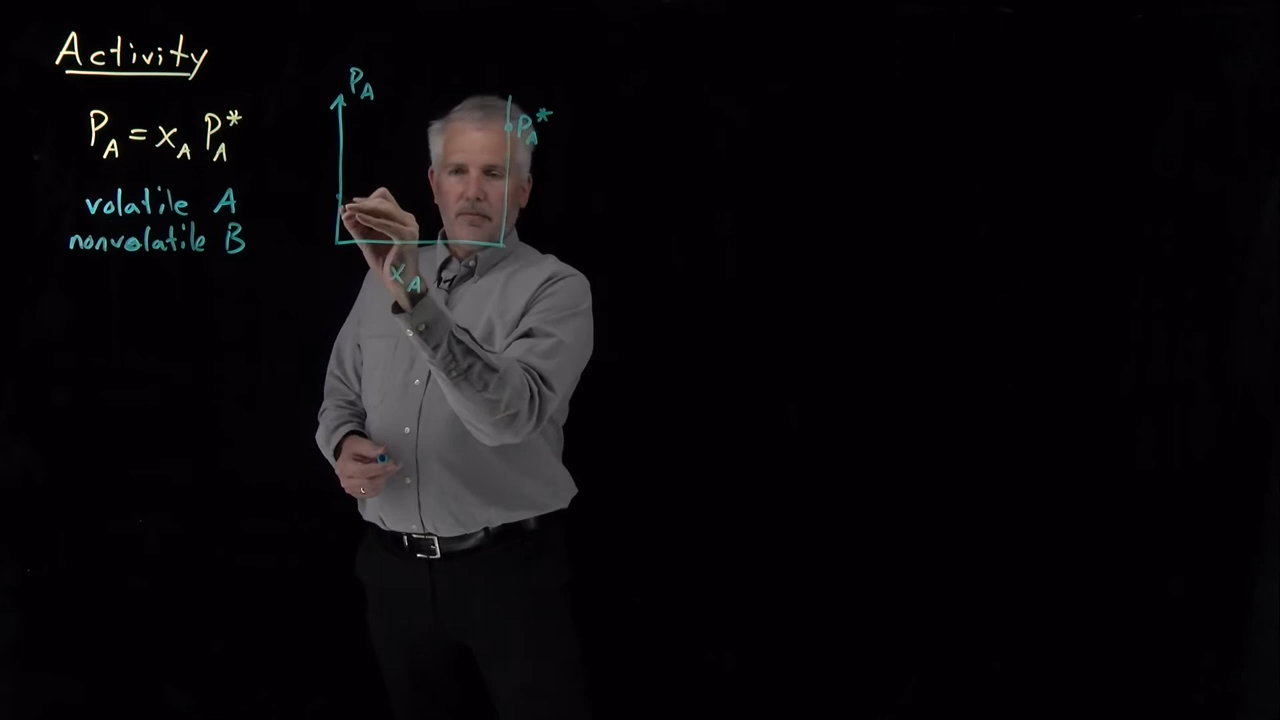 Activity
P_A = x_A P_A^*
volatile A
nonvolatile B
P_A
P_A^*
x_A